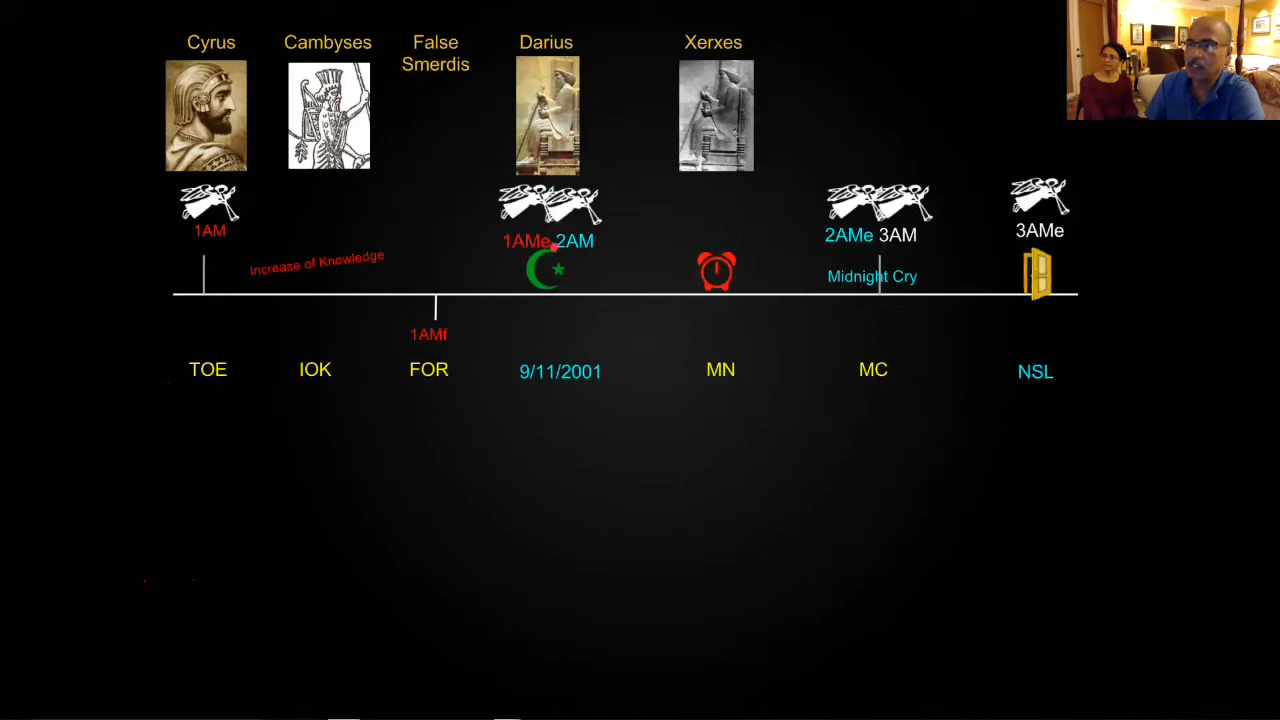 Cyrus
Cambyses
False
Smerdis
Darius
Xerxes
1AM
1AMe 2AM
2AMe 3AM
3AMe
Increase of Knowledge
Midnight Cry
1AMf
TOE
IOK
FOR
9/11/2001
MN
MC
NSL